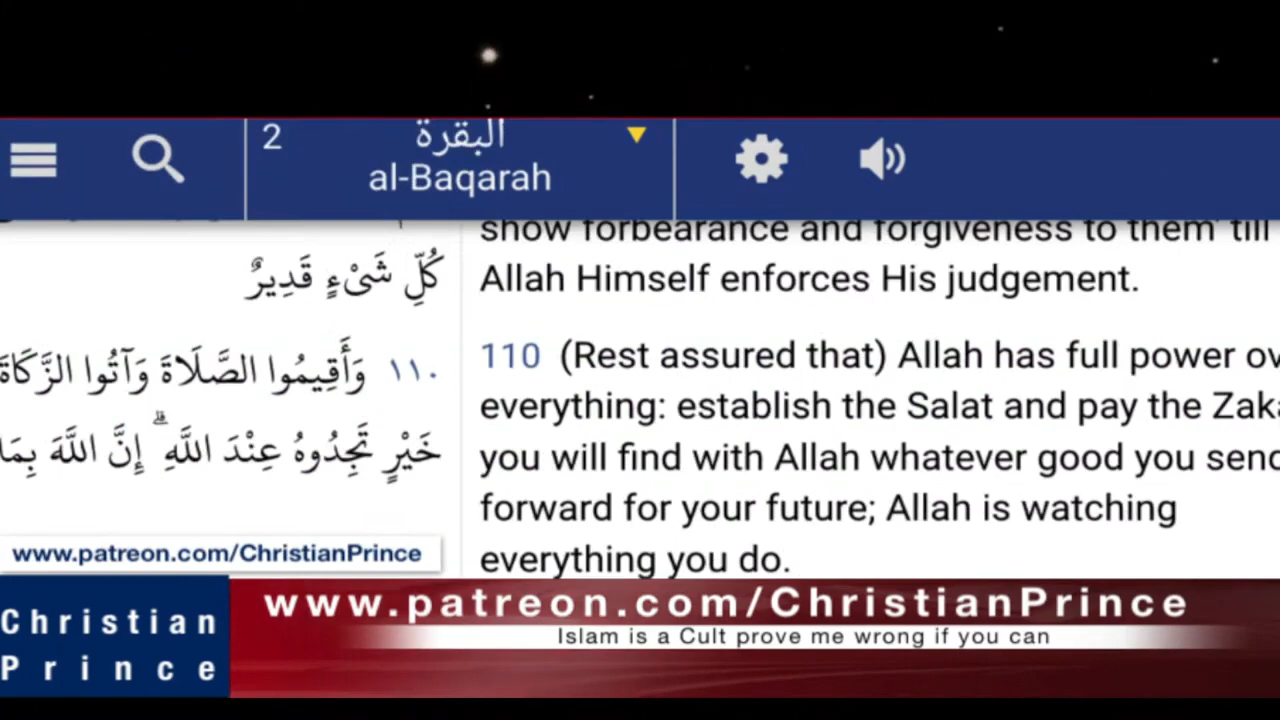 2
البقرة
al-Baqarah
show forbearance and forgiveness to them till
Allah Himself enforces His judgement.
كُلِّ شَىْءٍ قَدِيرٌ
110 (Rest assured that) Allah has full power
everything: establish the Salat and pay the
you will find with Allah whatever good you
forward for your future; Allah is watching
everything you do.
١١٠ وَأَقِيمُوا الصَّلَاةَ وَآتُوا الزَّكَاةَ
خَيْرٍ تَجِدُوهُ عِنْدَ اللَّهِ ۗ إِنَّ اللَّهَ بِمَا
www.patreon.com/ChristianPrince
Christian
Prince
www.patreon.com/ChristianPrince
Islam is a Cult prove me wrong if you can